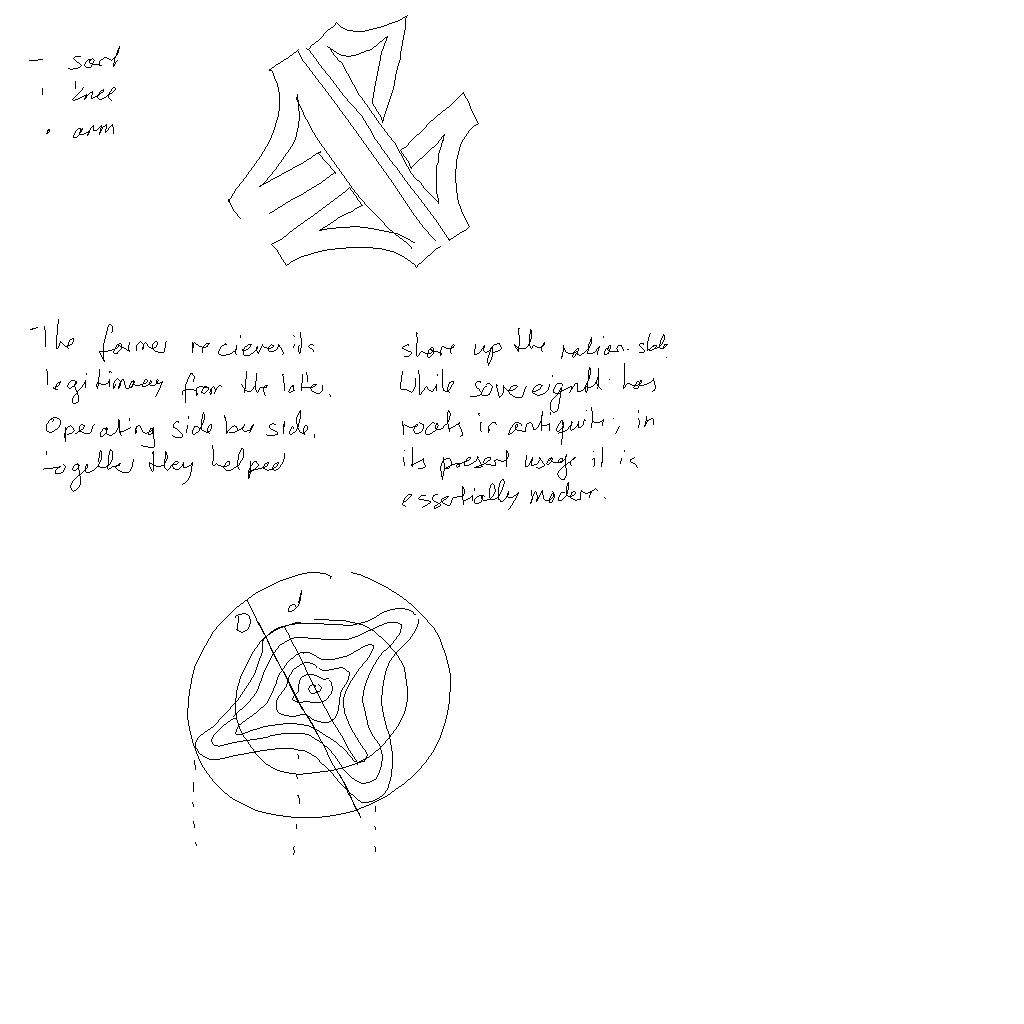 - sort
knee
• arm
The former recieves its
legitimacy from the latter.
Operating side by side,
together they helped
shore up the nation-state.
While sovereignty has
roots in antiquity, in
its present usage it is
essentially modern.
D
d